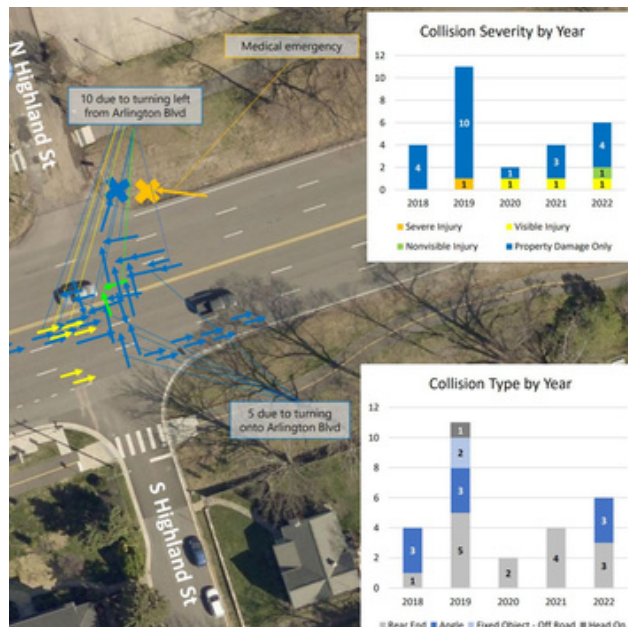 N Highland St
Medical emergency
10 due to turning left
from Arlington Blvd
5 due to turning
onto Arlington Blvd
S Highland St
Collision Severity by Year
12
10
8
6
4
2
0
4
10
1
1
1
3
1
4
1
1
2018 2019 2020 2021 2022
Severe Injury Visible Injury
Nonvisible Injury Property Damage Only
Collision Type by Year
12
10
8
6
4
2
0
3
1
1
2
3
5
2
4
3
3
2018 2019 2020 2021 2022
Rear End Angle Fixed Object - Off Road Head On